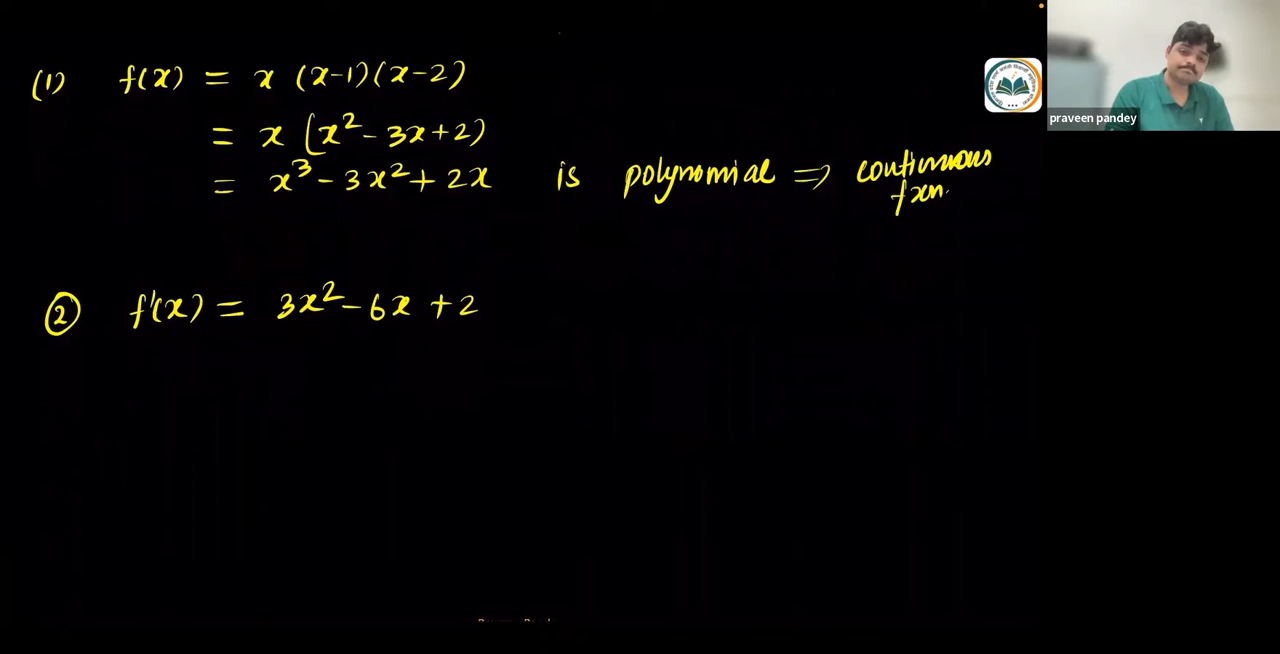 (1) f(x) = x (x-1)(x-2)
= x (x² - 3x + 2)
= x³ - 3x² + 2x is polynomial ⇒ continuous
fxn.
② f'(x) = 3x² - 6x + 2
praveen pandey